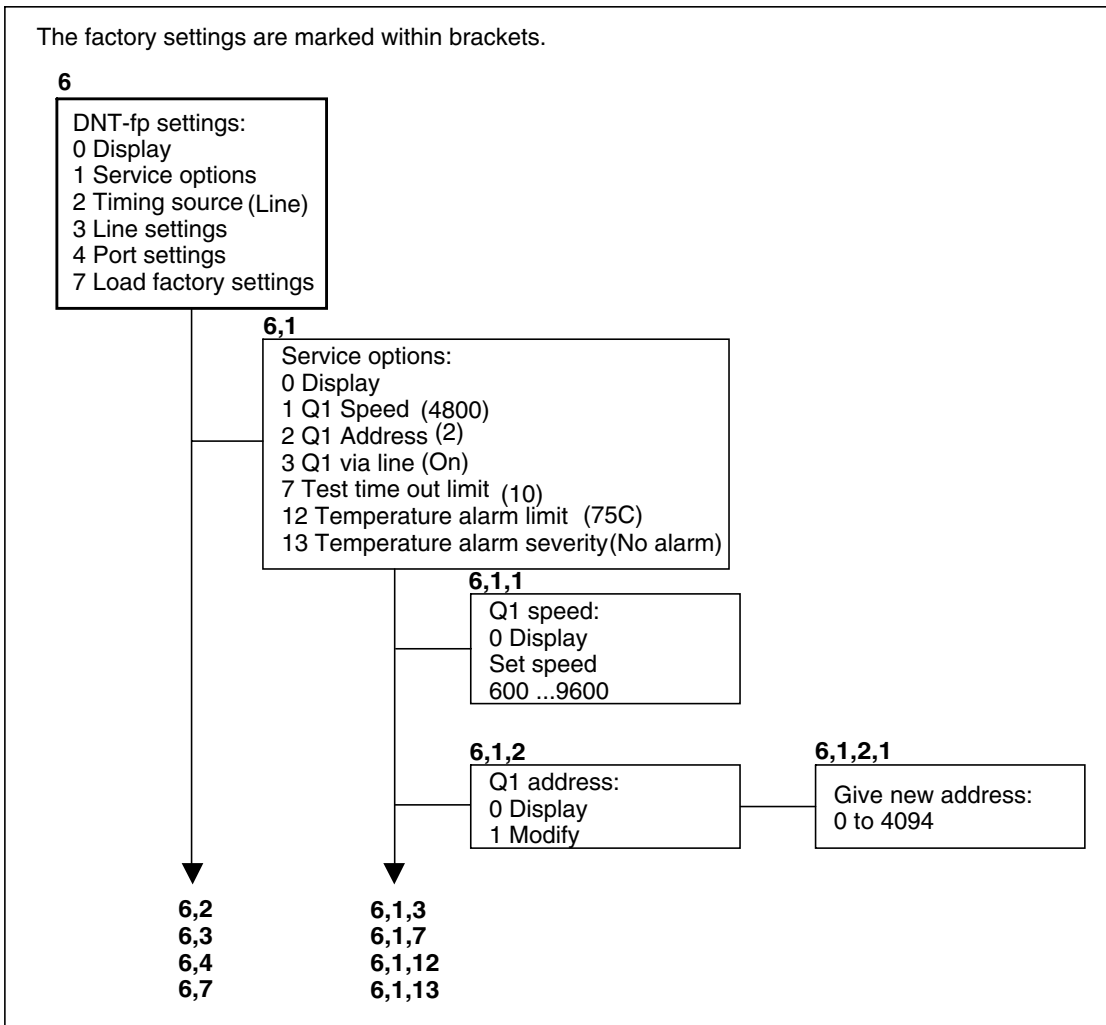 The factory settings are marked within brackets.
6
DNT-fp settings:
0 Display
1 Service options
2 Timing source (Line)
3 Line settings
4 Port settings
7 Load factory settings
6,1
Service options:
0 Display
1 Q1 Speed (4800)
2 Q1 Address (2)
3 Q1 via line (On)
7 Test time out limit (10)
12 Temperature alarm limit (75C)
13 Temperature alarm severity(No alarm)
6,1,1
Q1 speed:
0 Display
Set speed
600 ...9600
6,1,2
Q1 address:
0 Display
1 Modify
6,1,2,1
Give new address:
0 to 4094
6,2
6,3
6,4
6,7
6,1,3
6,1,7
6,1,12
6,1,13